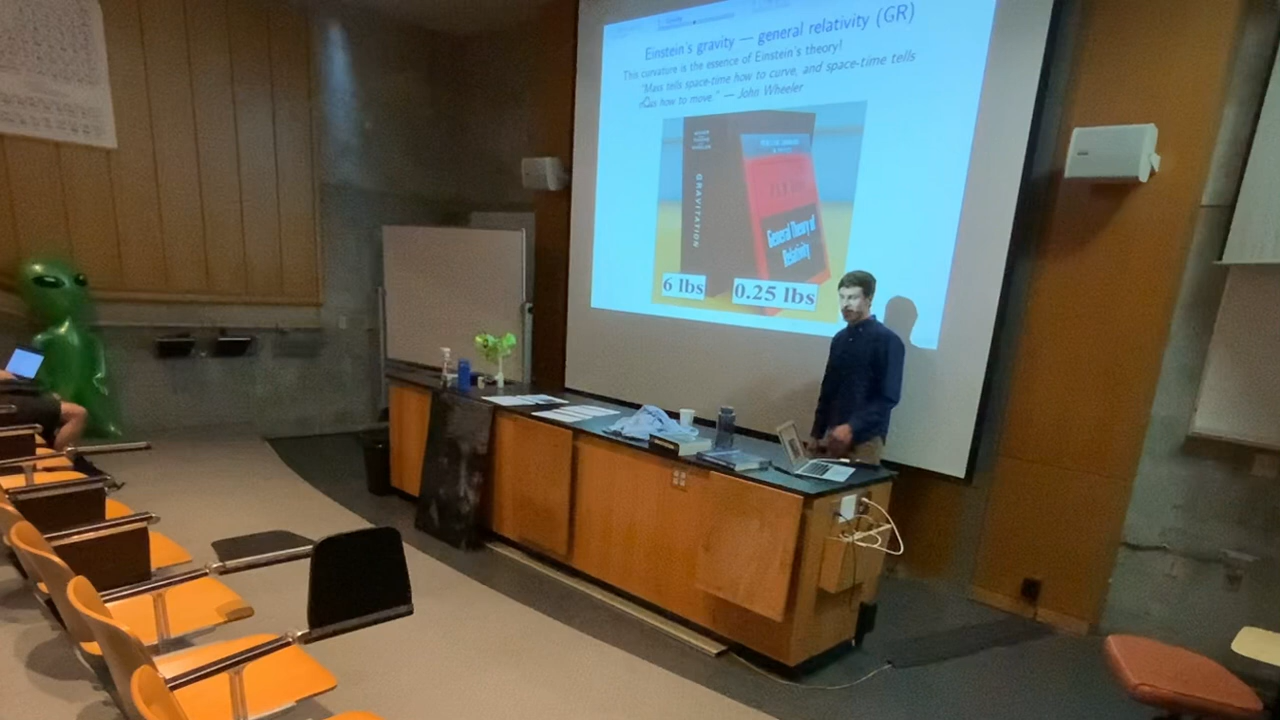 Einstein's gravity — general relativity (GR)
This curvature is the essence of Einstein's theory!
"Mass tells space-time how to curve, and space-time tells
us how to move." — John Wheeler
GRAVITATION
General Theory of
Relativity
6 lbs
0.25 lbs